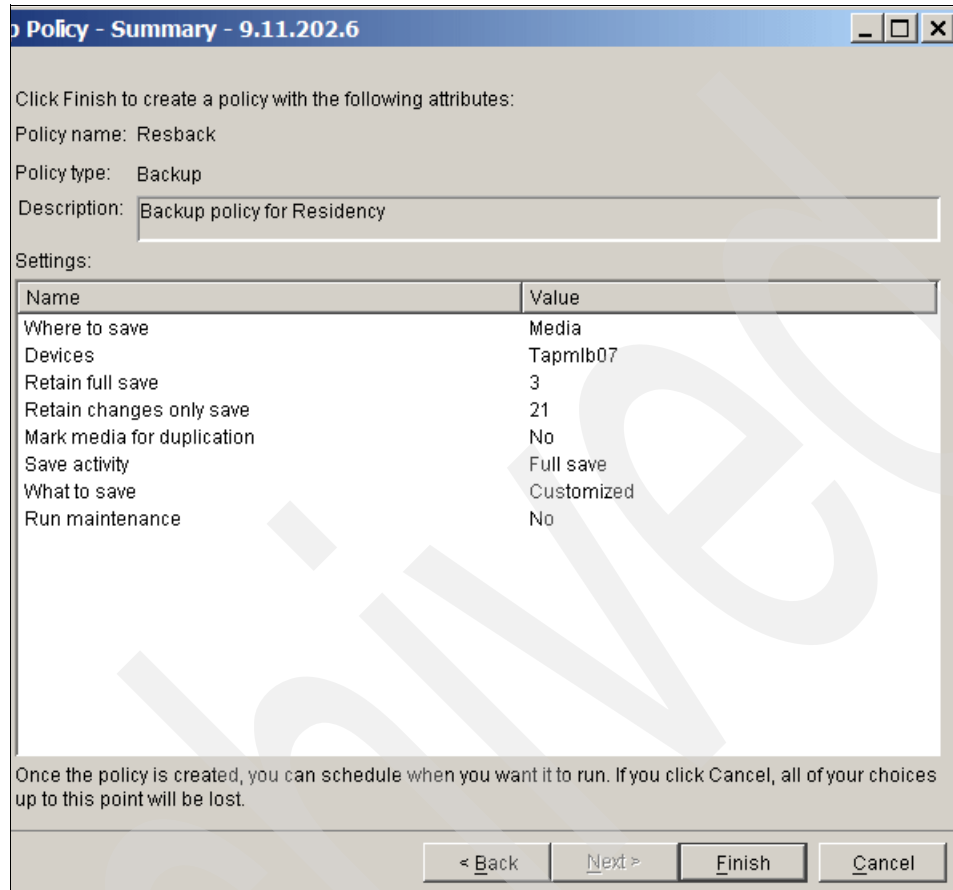 Policy - Summary - 9.11.202.6
Click Finish to create a policy with the following attributes:
Policy name: Resback
Policy type: Backup
Description: Backup policy for Residency
Settings:
Name Value
Where to save Media
Devices Tapmlb07
Retain full save 3
Retain changes only save 21
Mark media for duplication No
Save activity Full save
What to save Customized
Run maintenance No
Once the policy is created, you can schedule when you want it to run. If you click Cancel, all of your choices
up to this point will be lost.
< Back Next > Finish Cancel